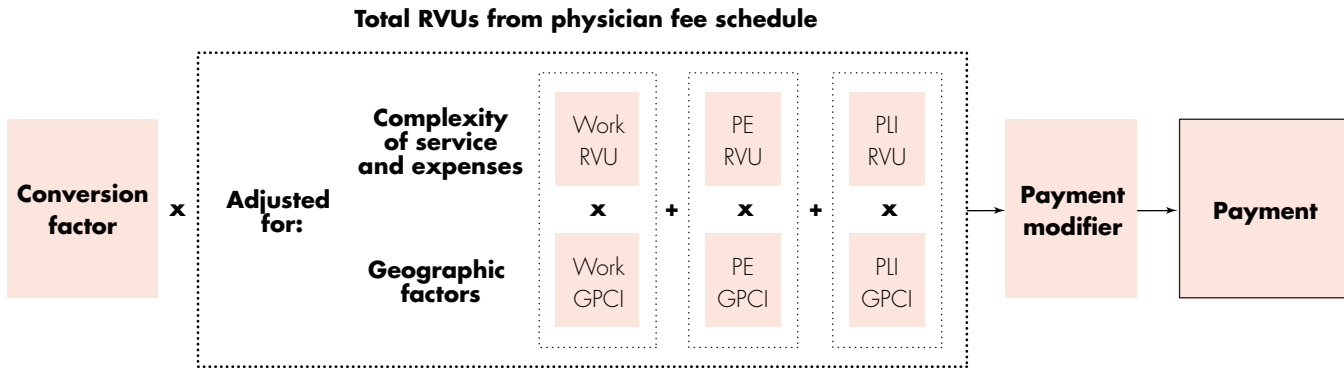 Total RVUs from physician fee schedule
Conversion
factor
x
Adjusted
for:
Complexity
of service
and expenses
Work
RVU
PE
RVU
PLI
RVU
x
+
x
+
x
Geographic
factors
Work
GPCI
PE
GPCI
PLI
GPCI
Payment
modifier
Payment